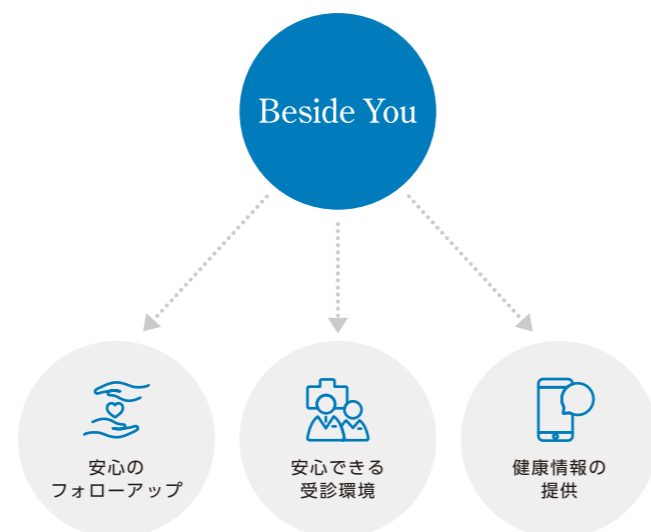 Beside You
安心の
フォローアップ
安心できる
受診環境
健康情報の
提供